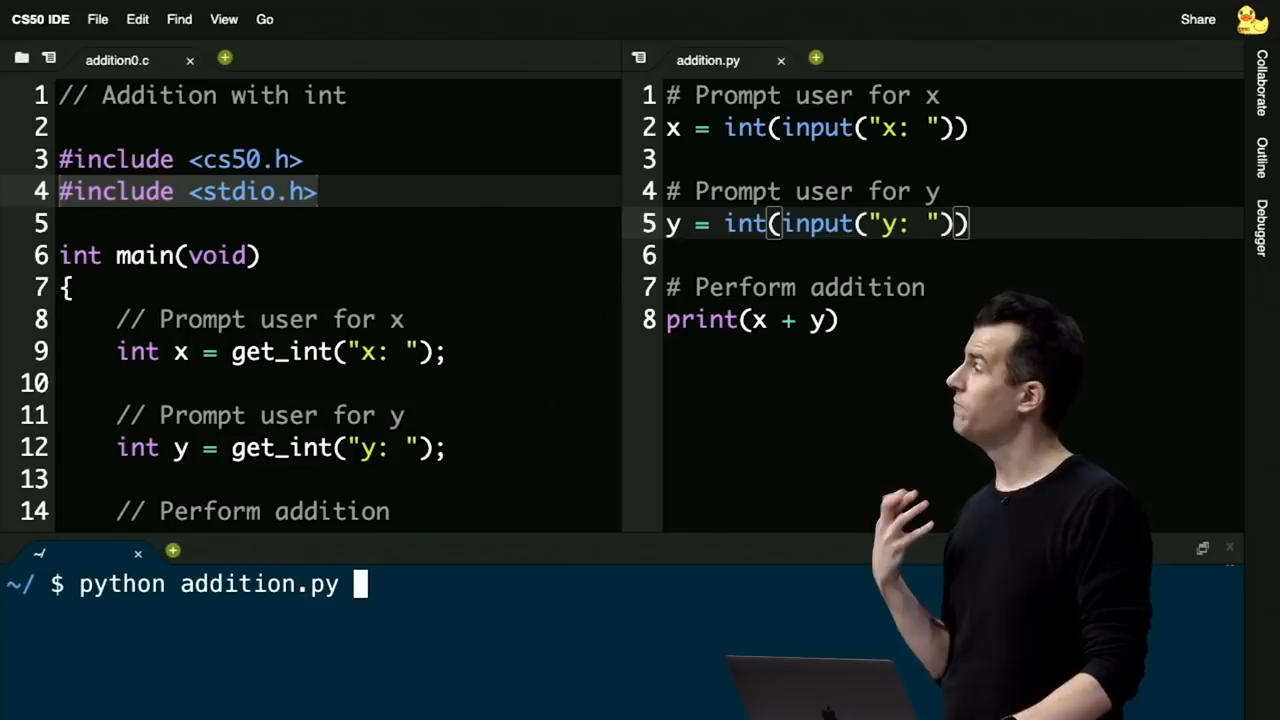 CS50 IDE File Edit Find View Go Share
addition0.c
1 // Addition with int
2
3 #include <cs50.h>
4 #include <stdio.h>
5
6 int main(void)
7 {
8     // Prompt user for x
9     int x = get_int("x: ");
10
11     // Prompt user for y
12     int y = get_int("y: ");
13
14     // Perform addition
addition.py
1 # Prompt user for x
2 x = int(input("x: "))
3
4 # Prompt user for y
5 y = int(input("y: "))
6
7 # Perform addition
8 print(x + y)
Collaborate
Outline
Debugger
~/
~/ $ python addition.py